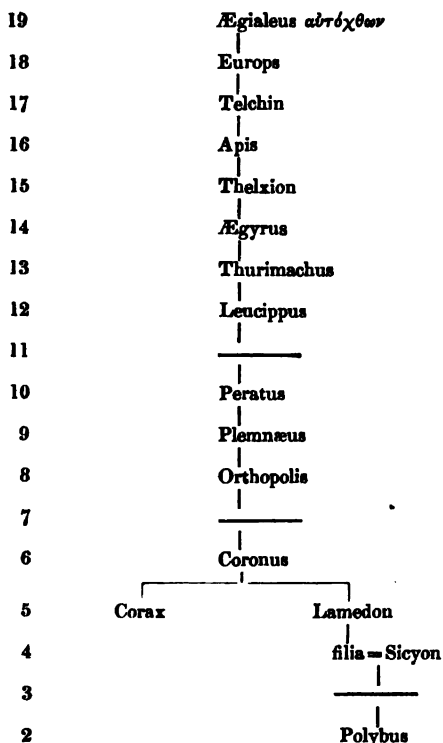 19 Ægialeus αὐτόχθων
18 Europs
17 Telchin
16 Apis
15 Thelxion
14 Ægyrus
13 Thurimachus
12 Leucippus
11
10 Peratus
9 Plemnæus
8 Orthopolis
7
6 Coronus
5 Corax Lamedon
4 filia = Sicyon
3
2 Polybus